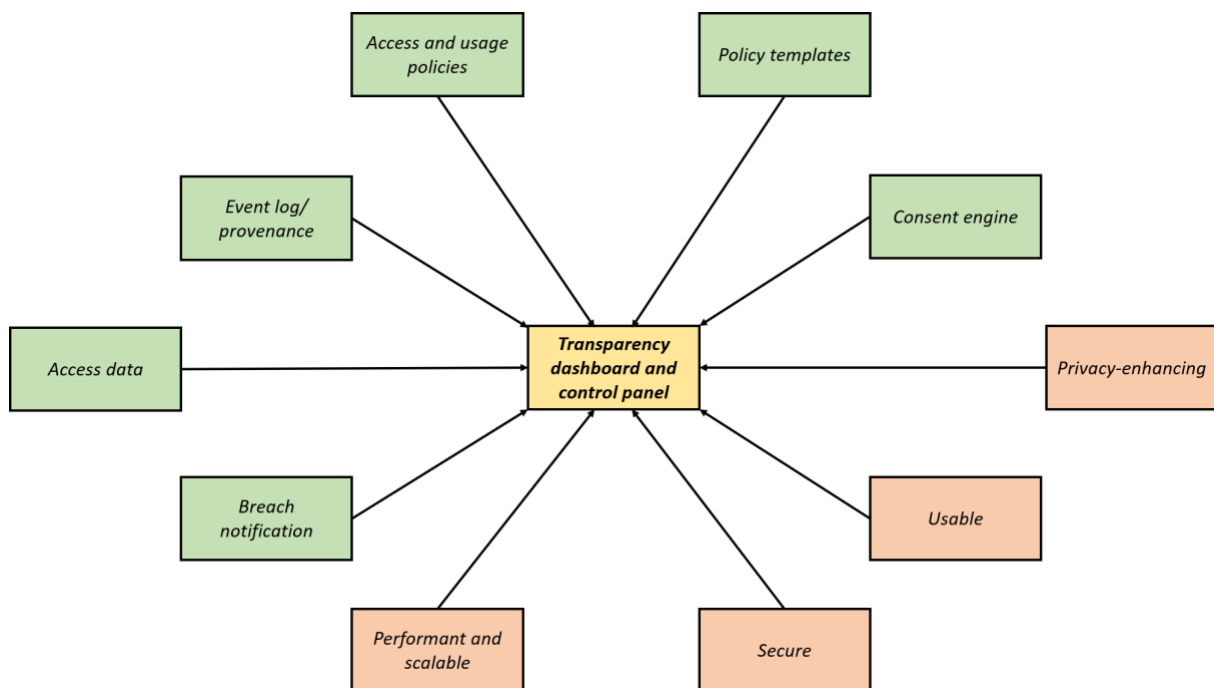 Access and usage
policies
Policy templates
Event log/
provenance
Consent engine
Access data
Transparency
dashboard and
control panel
Privacy-enhancing
Breach
notification
Usable
Performant and
scalable
Secure